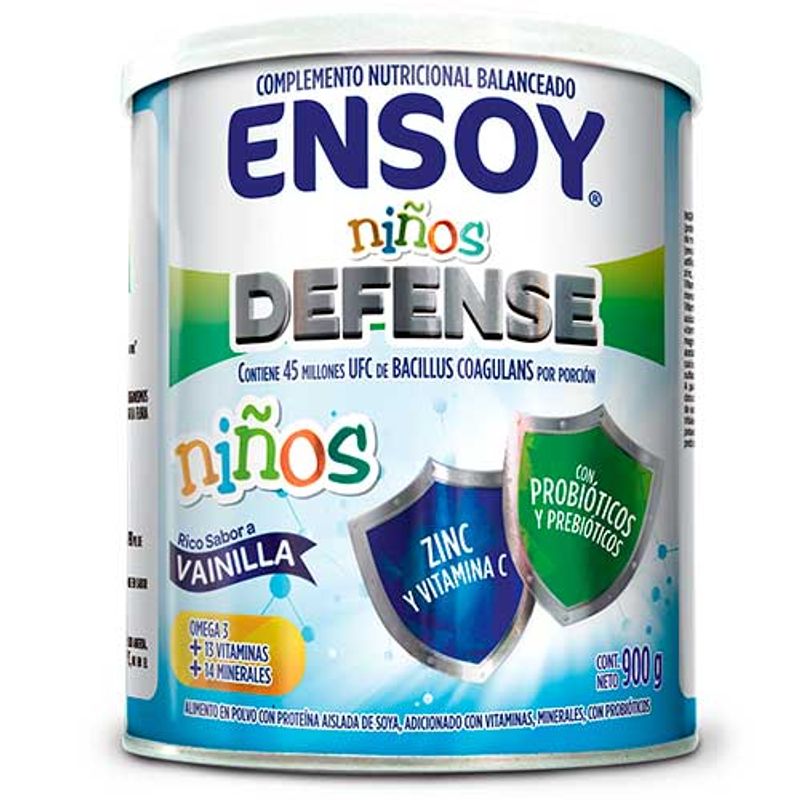 COMPLEMENTO NUTRICIONAL BALANCEADO
ENSOY®
niños
DEFENSE
CONTIENE 45 MILLONES UFC DE BACILLUS COAGULANS POR PORCIÓN
niños
Rico Sabor a
VAINILLA
ZINC
Y VITAMINA C
CON
PROBIÓTICOS
Y PREBIÓTICOS
OMEGA 3
+ 13 VITAMINAS
+ 14 MINERALES
CONT.
NETO 900 g
ALIMENTO EN POLVO CON PROTEÍNA AISLADA DE SOYA, ADICIONADO CON VITAMINAS, MINERALES, CON PROBIÓTICOS